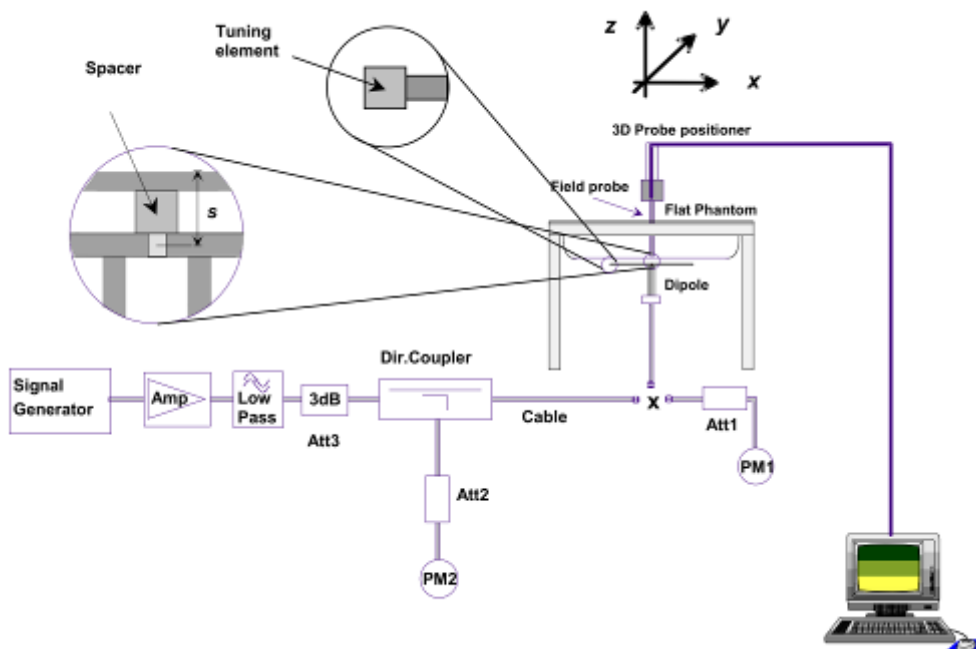 Tuning
element
Spacer
z
y
x
3D Probe positioner
Field probe
Flat Phantom
s
Dipole
Dir.Coupler
Signal
Generator
Amp
Low
Pass
3dB
Att3
Cable
x
Att1
PM1
Att2
PM2